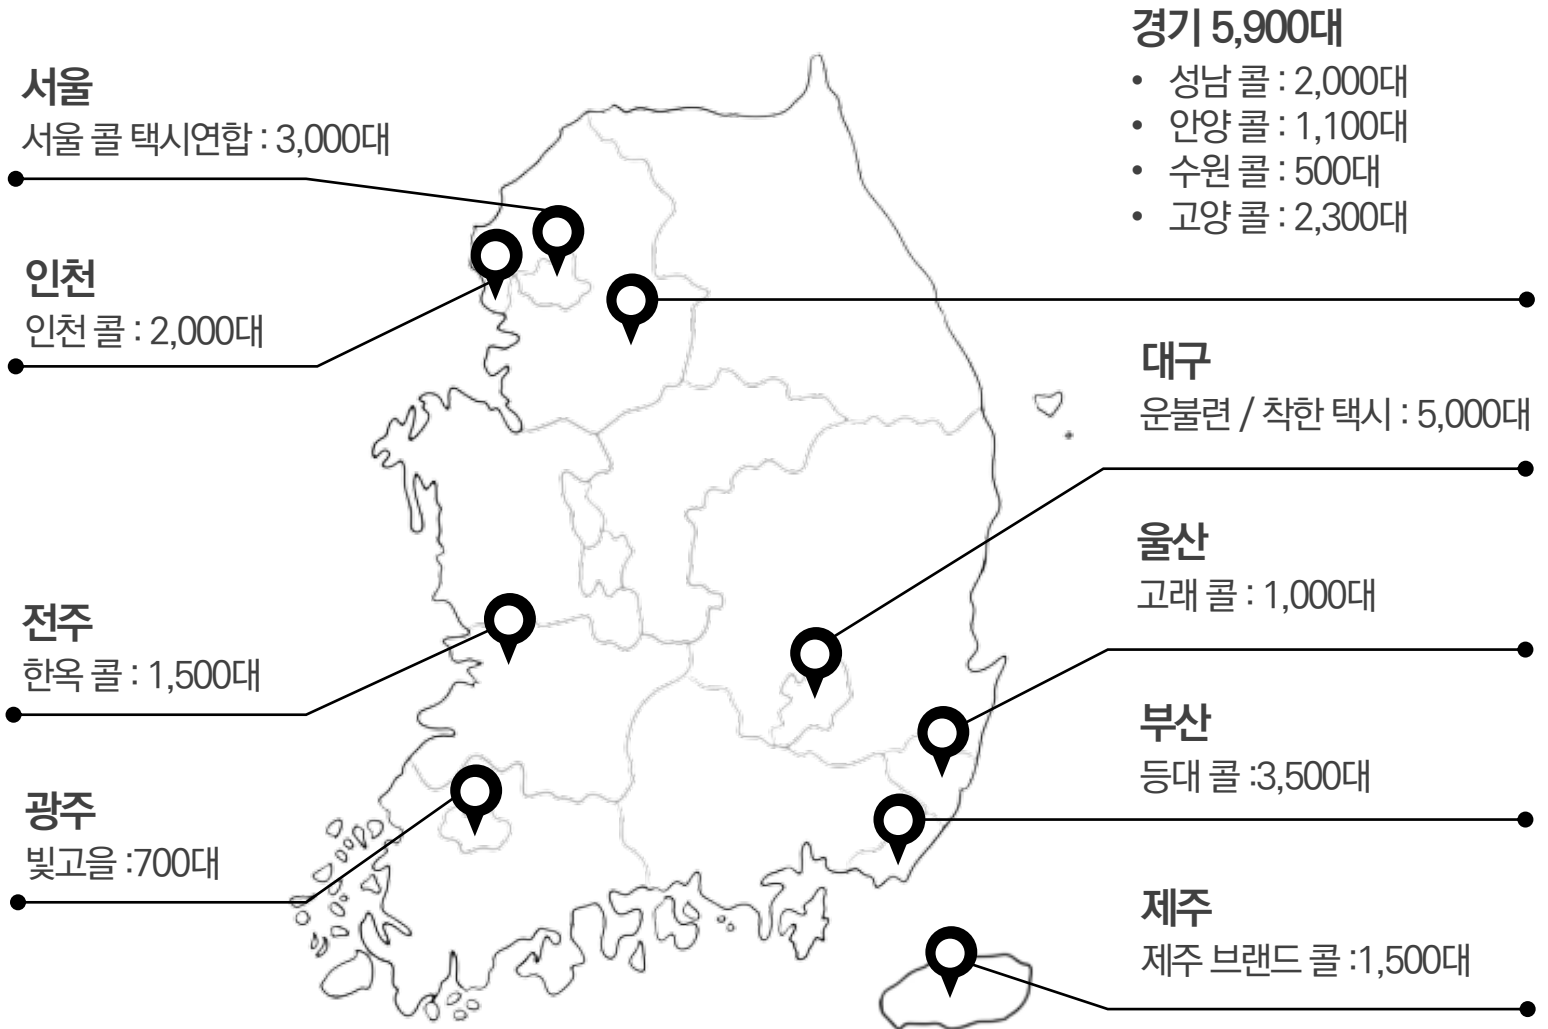 서울
서울 콜 택시연합 : 3,000대
인천
인천 콜 : 2,000대
전주
한옥 콜 : 1,500대
광주
빛고을 :700대
경기 5,900대
• 성남 콜 : 2,000대
• 안양 콜 : 1,100대
• 수원 콜 : 500대
• 고양 콜 : 2,300대
대구
운불련 / 착한 택시 : 5,000대
울산
고래 콜 : 1,000대
부산
등대 콜 :3,500대
제주
제주 브랜드 콜 :1,500대